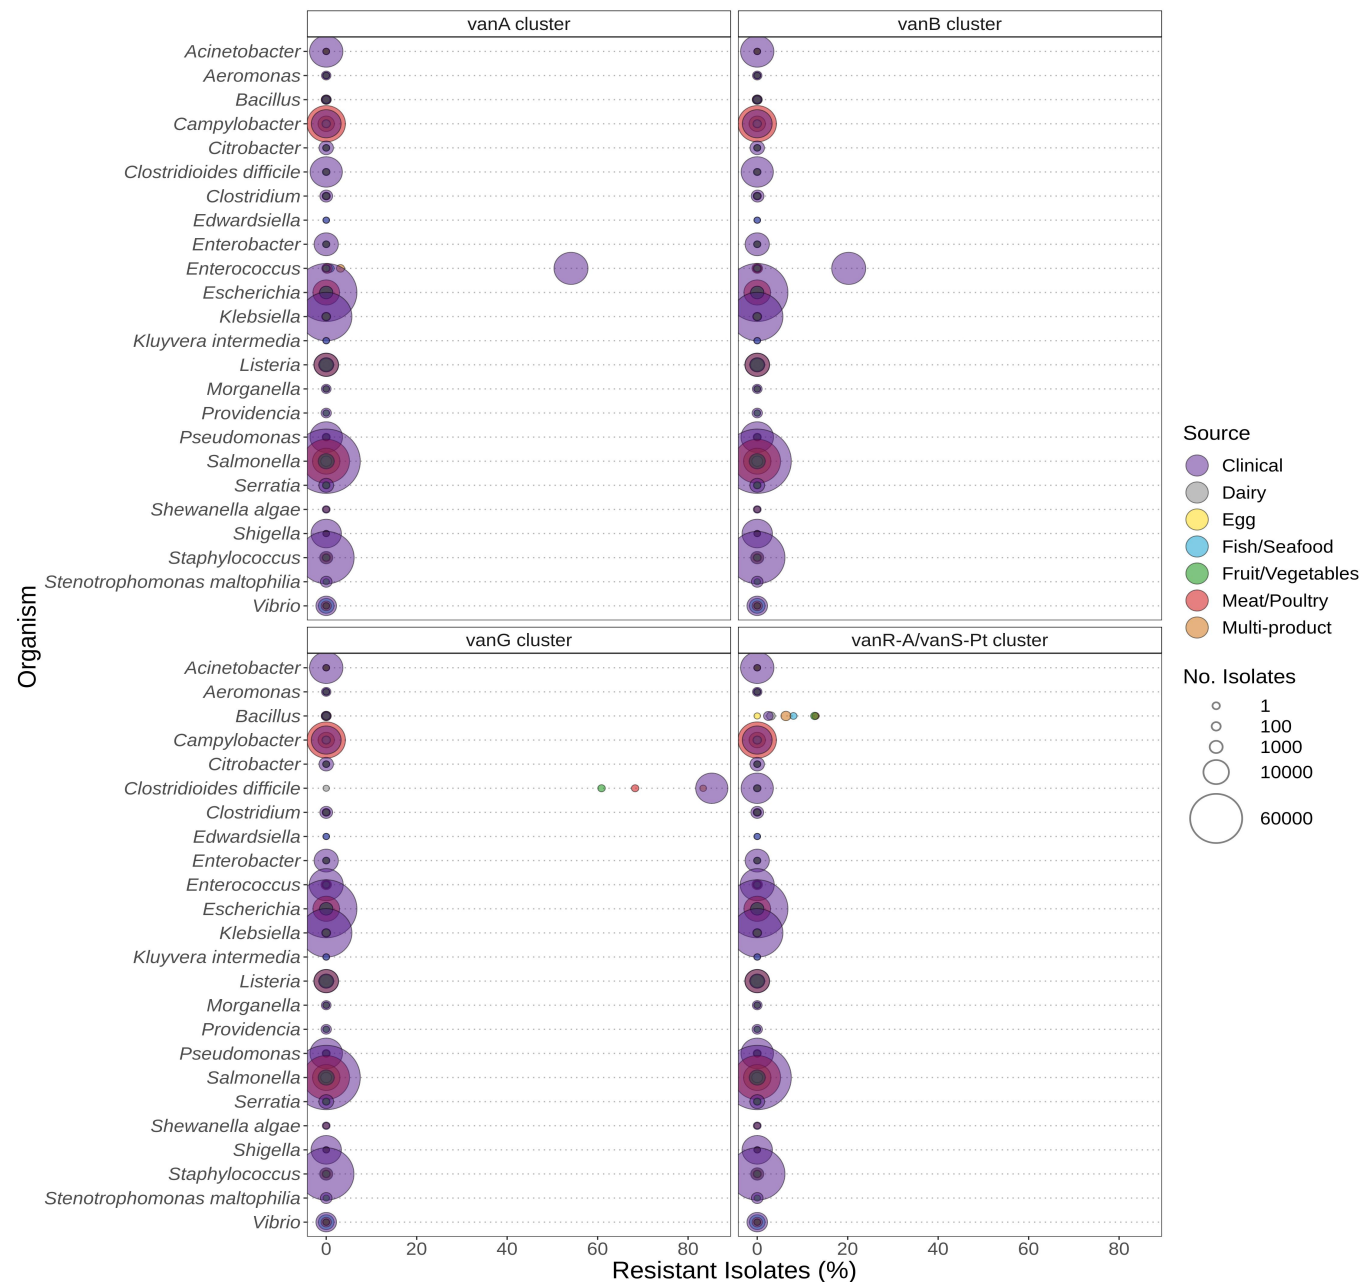 vanA cluster
vanB cluster
Acinetobacter
Aeromonas
Bacillus
Campylobacter
Citrobacter
Clostridioides difficile
Clostridium
Edwardsiella
Enterobacter
Enterococcus
Escherichia
Klebsiella
Kluyvera intermedia
Listeria
Morganella
Providencia
Pseudomonas
Salmonella
Serratia
Shewanella algae
Shigella
Staphylococcus
Stenotrophomonas maltophilia
Vibrio
vanG cluster
vanR-A/vanS-Pt cluster
Acinetobacter
Aeromonas
Bacillus
Campylobacter
Citrobacter
Clostridioides difficile
Clostridium
Edwardsiella
Enterobacter
Enterococcus
Escherichia
Klebsiella
Kluyvera intermedia
Listeria
Morganella
Providencia
Pseudomonas
Salmonella
Serratia
Shewanella algae
Shigella
Staphylococcus
Stenotrophomonas maltophilia
Vibrio
0 20 40 60 80
0 20 40 60 80
Resistant Isolates (%)
Organism
Source
Clinical
Dairy
Egg
Fish/Seafood
Fruit/Vegetables
Meat/Poultry
Multi-product
No. Isolates
1
100
1000
10000
60000